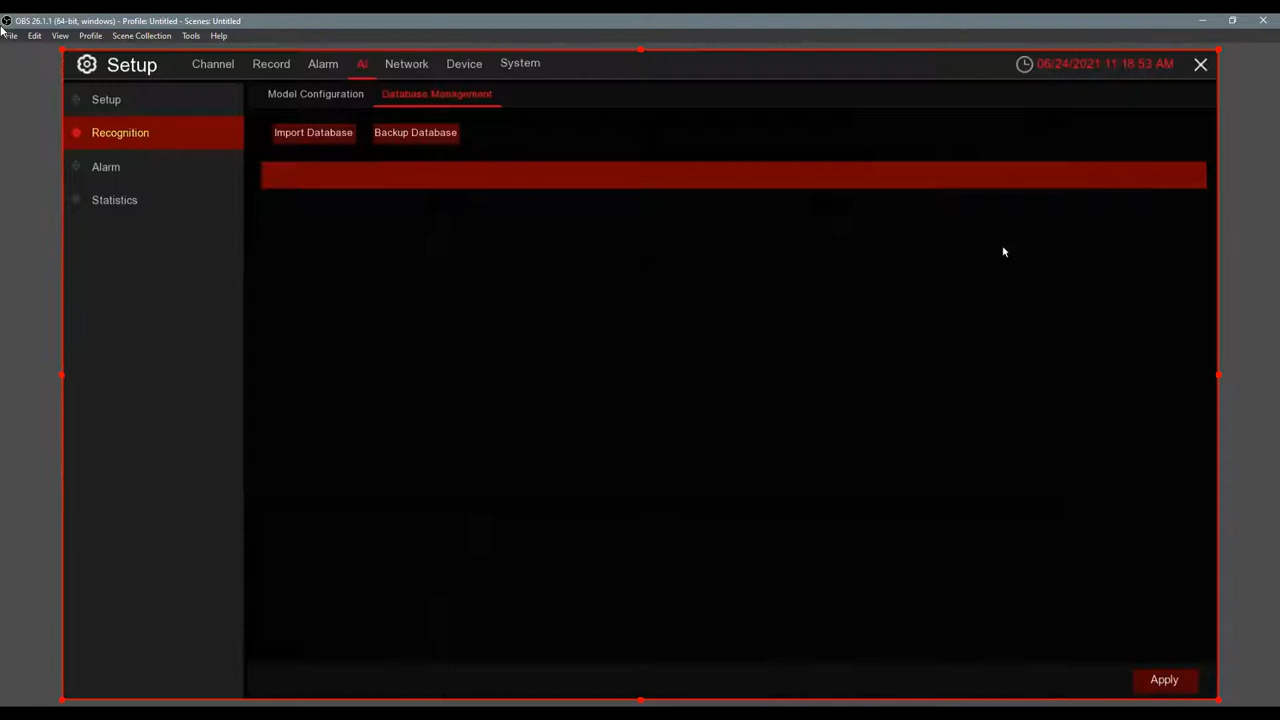 OBS 26.1.1 (64-bit, windows) - Profile: Untitled - Scenes: Untitled
File Edit View Profile Scene Collection Tools Help
Setup Channel Record Alarm AI Network Device System 06/24/2021 11:18:53 AM
Setup
Recognition
Alarm
Statistics
Model Configuration Database Management
Import Database Backup Database
Apply